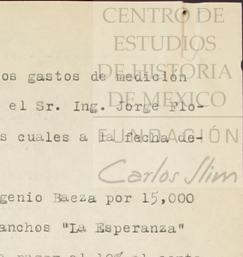 CENTRO DE
ESTUDIOS
DE HISTORIA
DE MEXICO
FUNDACIÓN
Carlos Slim
os gastos de medición
el Sr. Ing. Jorge Flo-
s cuales a la fecha de-
genio Baeza por 15,000
anchos "La Esperanza"